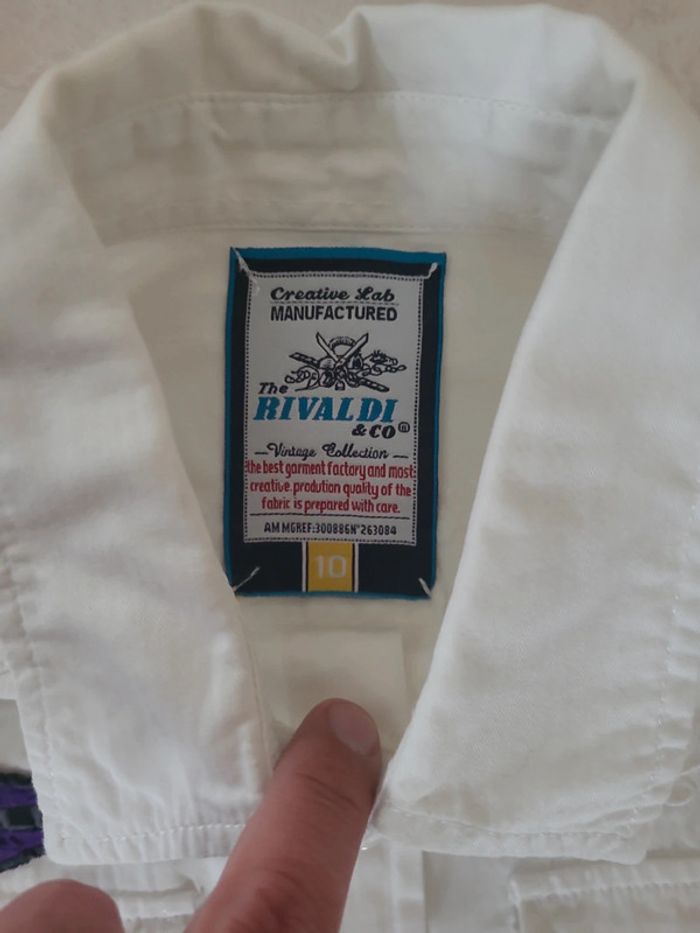 Creative Lab
MANUFACTURED
The
RIVALDI
& CO ®
Vintage Collection
the best garment factory and most
creative. prodution quality of the
fabric is prepared with care.
AM MGREF:300886N°263084
10